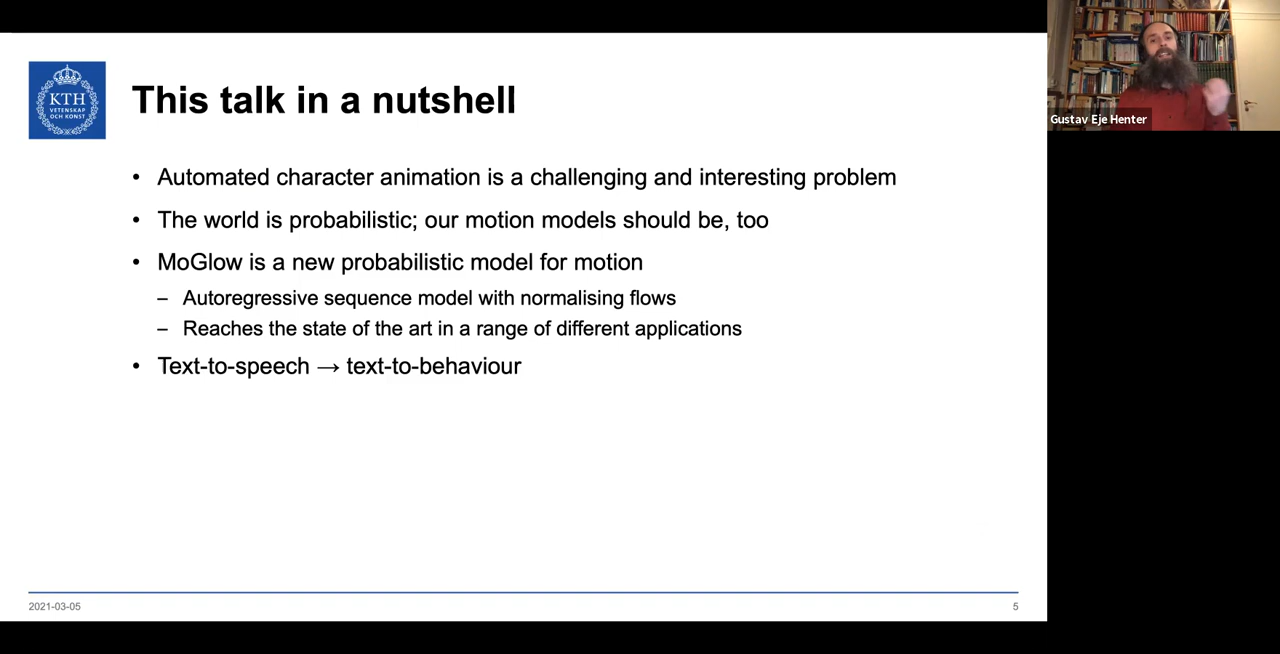 KTH
VETENSKAP
OCH KONST
This talk in a nutshell
• Automated character animation is a challenging and interesting problem
• The world is probabilistic; our motion models should be, too
• MoGlow is a new probabilistic model for motion
– Autoregressive sequence model with normalising flows
– Reaches the state of the art in a range of different applications
• Text-to-speech → text-to-behaviour
2021-03-05
5
Gustav Eje Henter